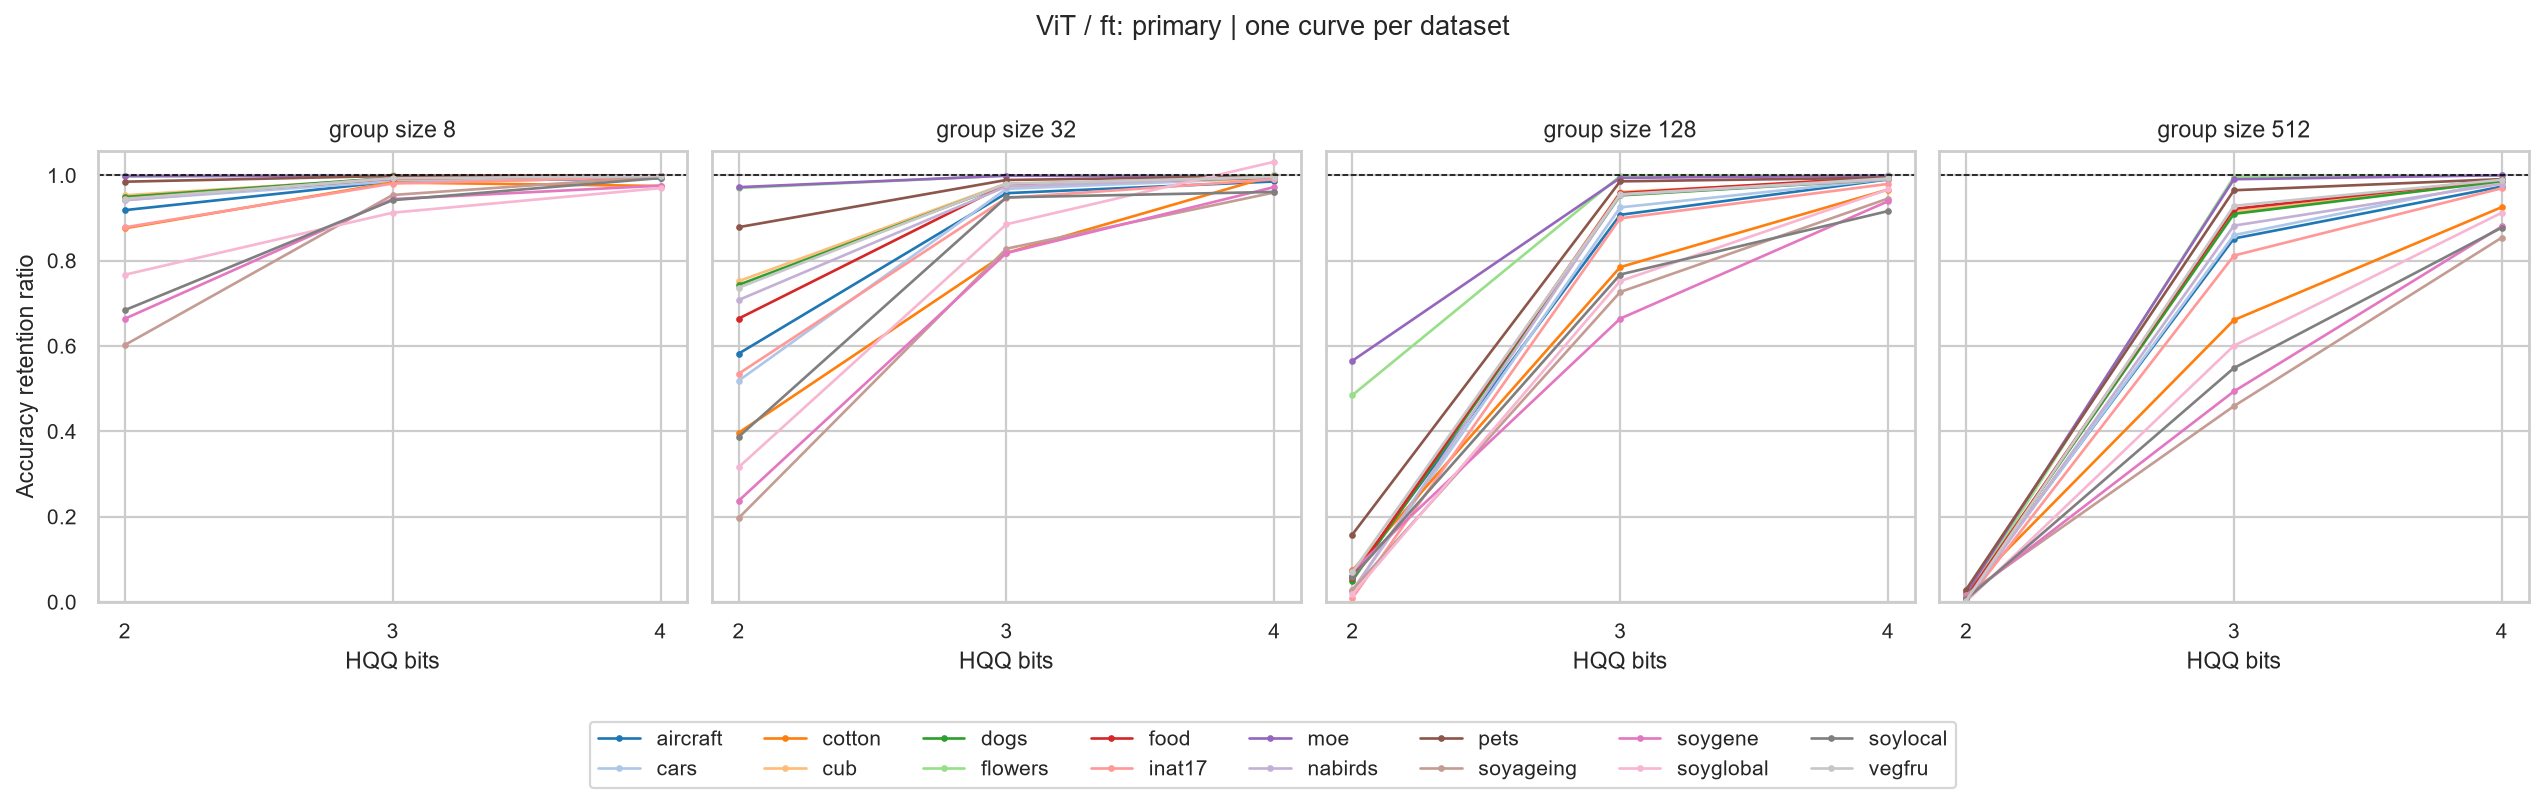 ViT / ft: primary | one curve per dataset
group size 8
group size 32
group size 128
group size 512
Accuracy retention ratio
1.0
0.8
0.6
0.4
0.2
0.0
2 3 4
2 3 4
2 3 4
2 3 4
HQQ bits
HQQ bits
HQQ bits
HQQ bits
aircraft cotton dogs food moe pets soygene soylocal
cars cub flowers inat17 nabirds soyageing soyglobal vegfru